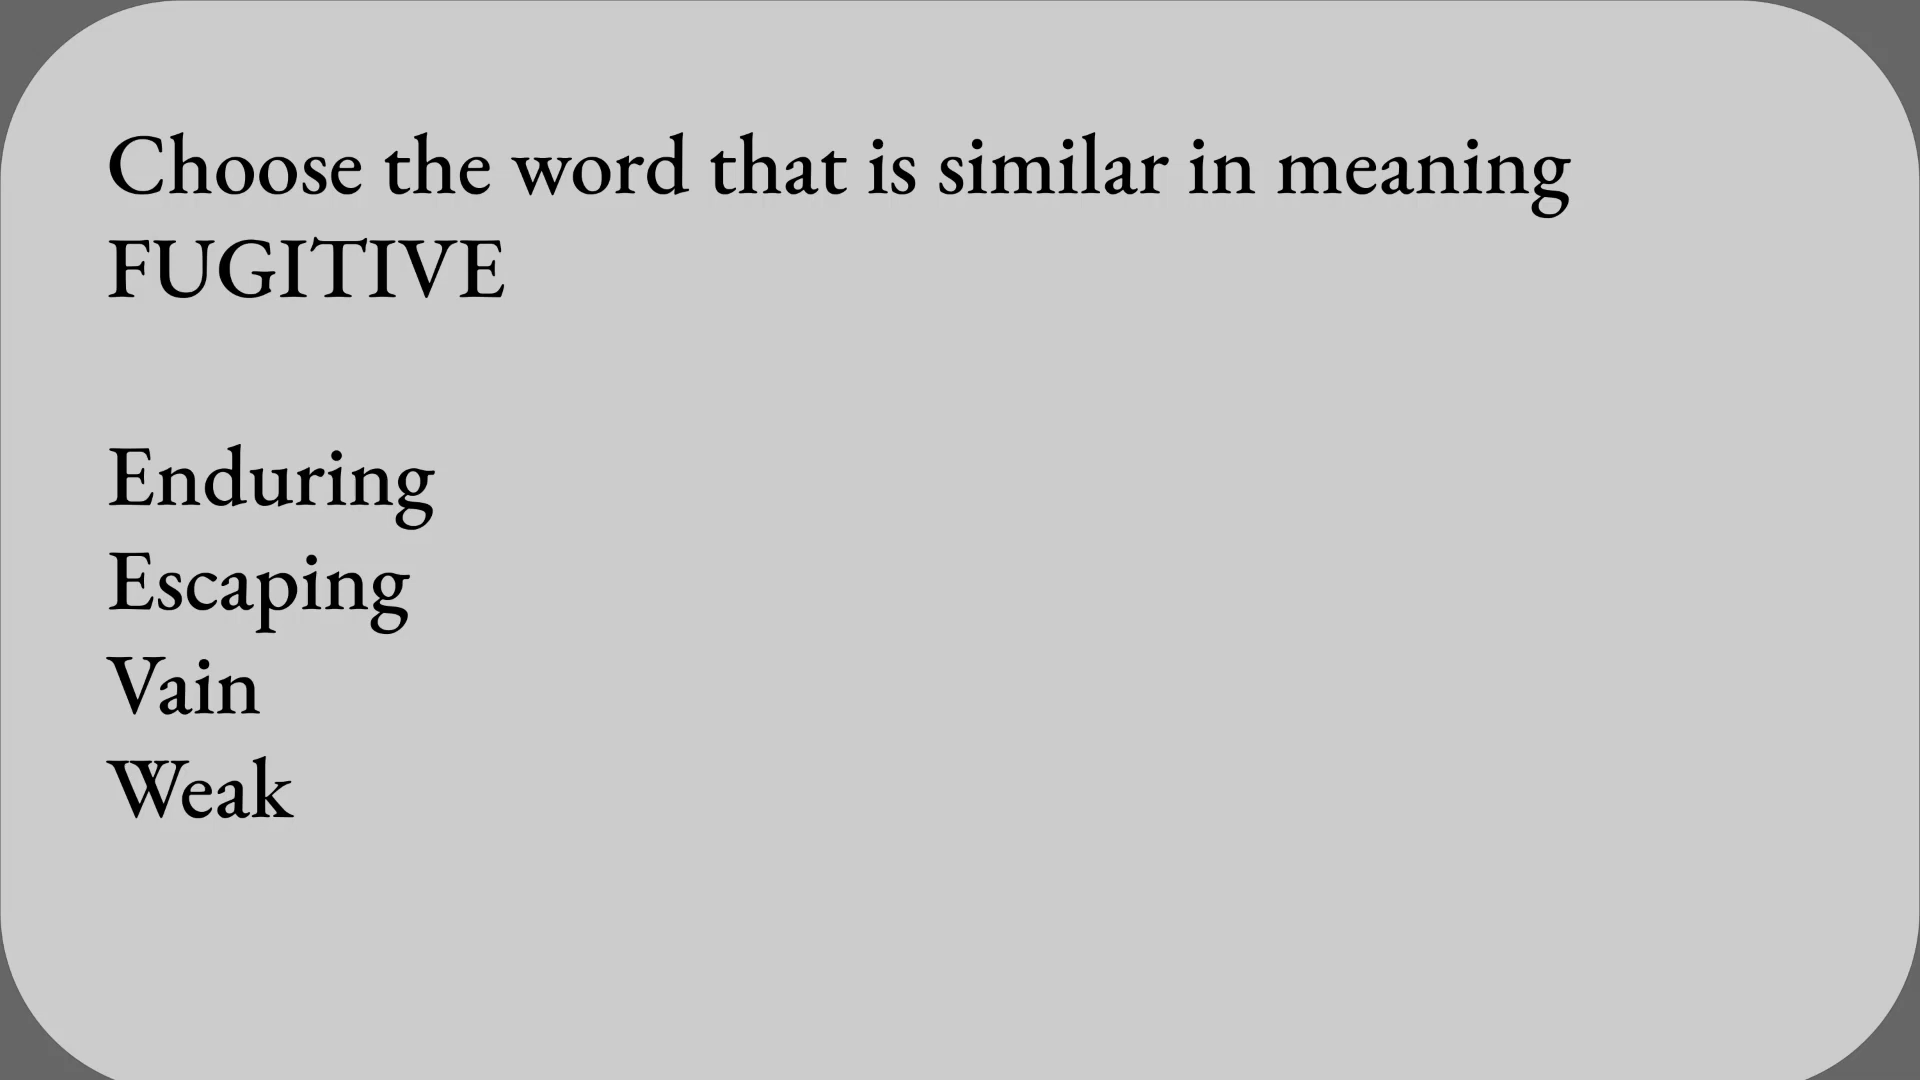 Choose the word that is similar in meaning
FUGITIVE
Enduring
Escaping
Vain
Weak